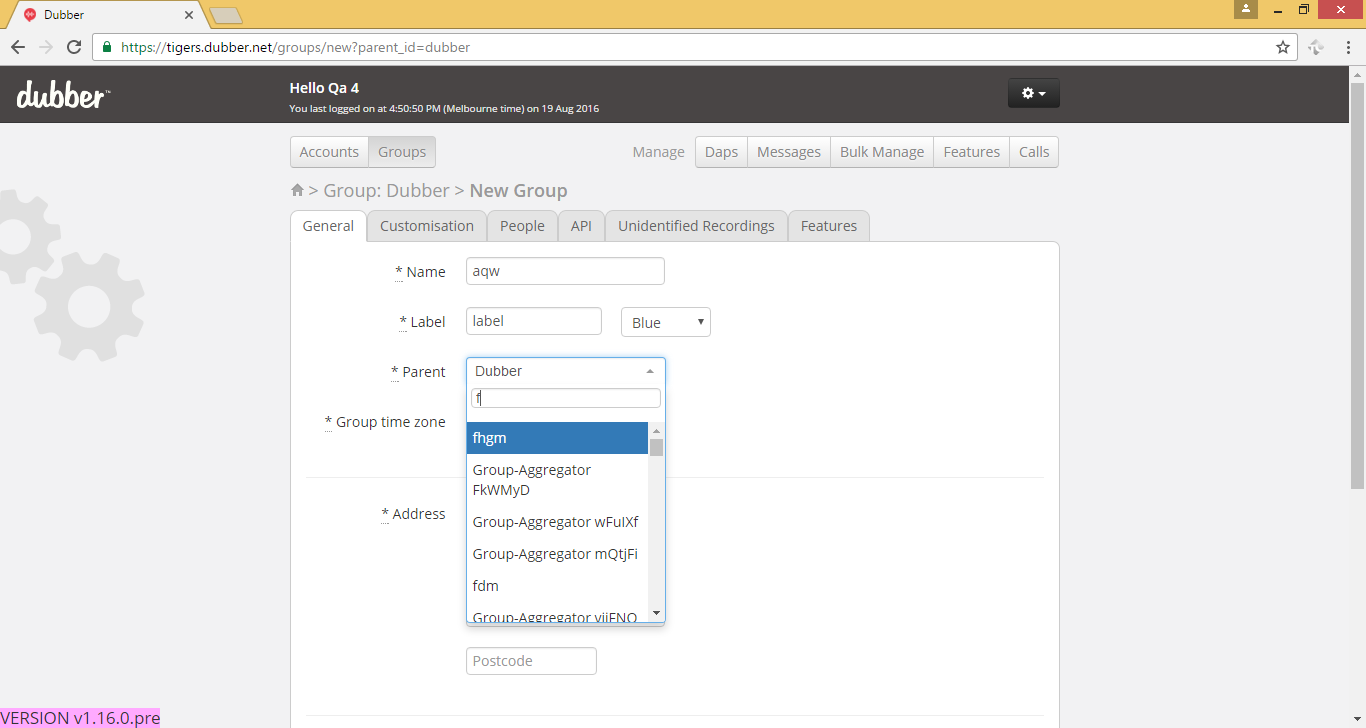 Dubber
https://tigers.dubber.net/groups/new?parent_id=dubber
dubber™
Hello Qa 4
You last logged on at 4:50:50 PM (Melbourne time) on 19 Aug 2016
Accounts Groups Manage Daps Messages Bulk Manage Features Calls
> Group: Dubber > New Group
General Customisation People API Unidentified Recordings Features
* Name aqw
* Label label Blue
* Parent Dubber
f
* Group time zone
fhgm
Group-Aggregator
FkWMyD
* Address
Group-Aggregator wFuIXf
Group-Aggregator mQtjFi
fdm
Group-Aggregator
Postcode
VERSION v1.16.0.pre